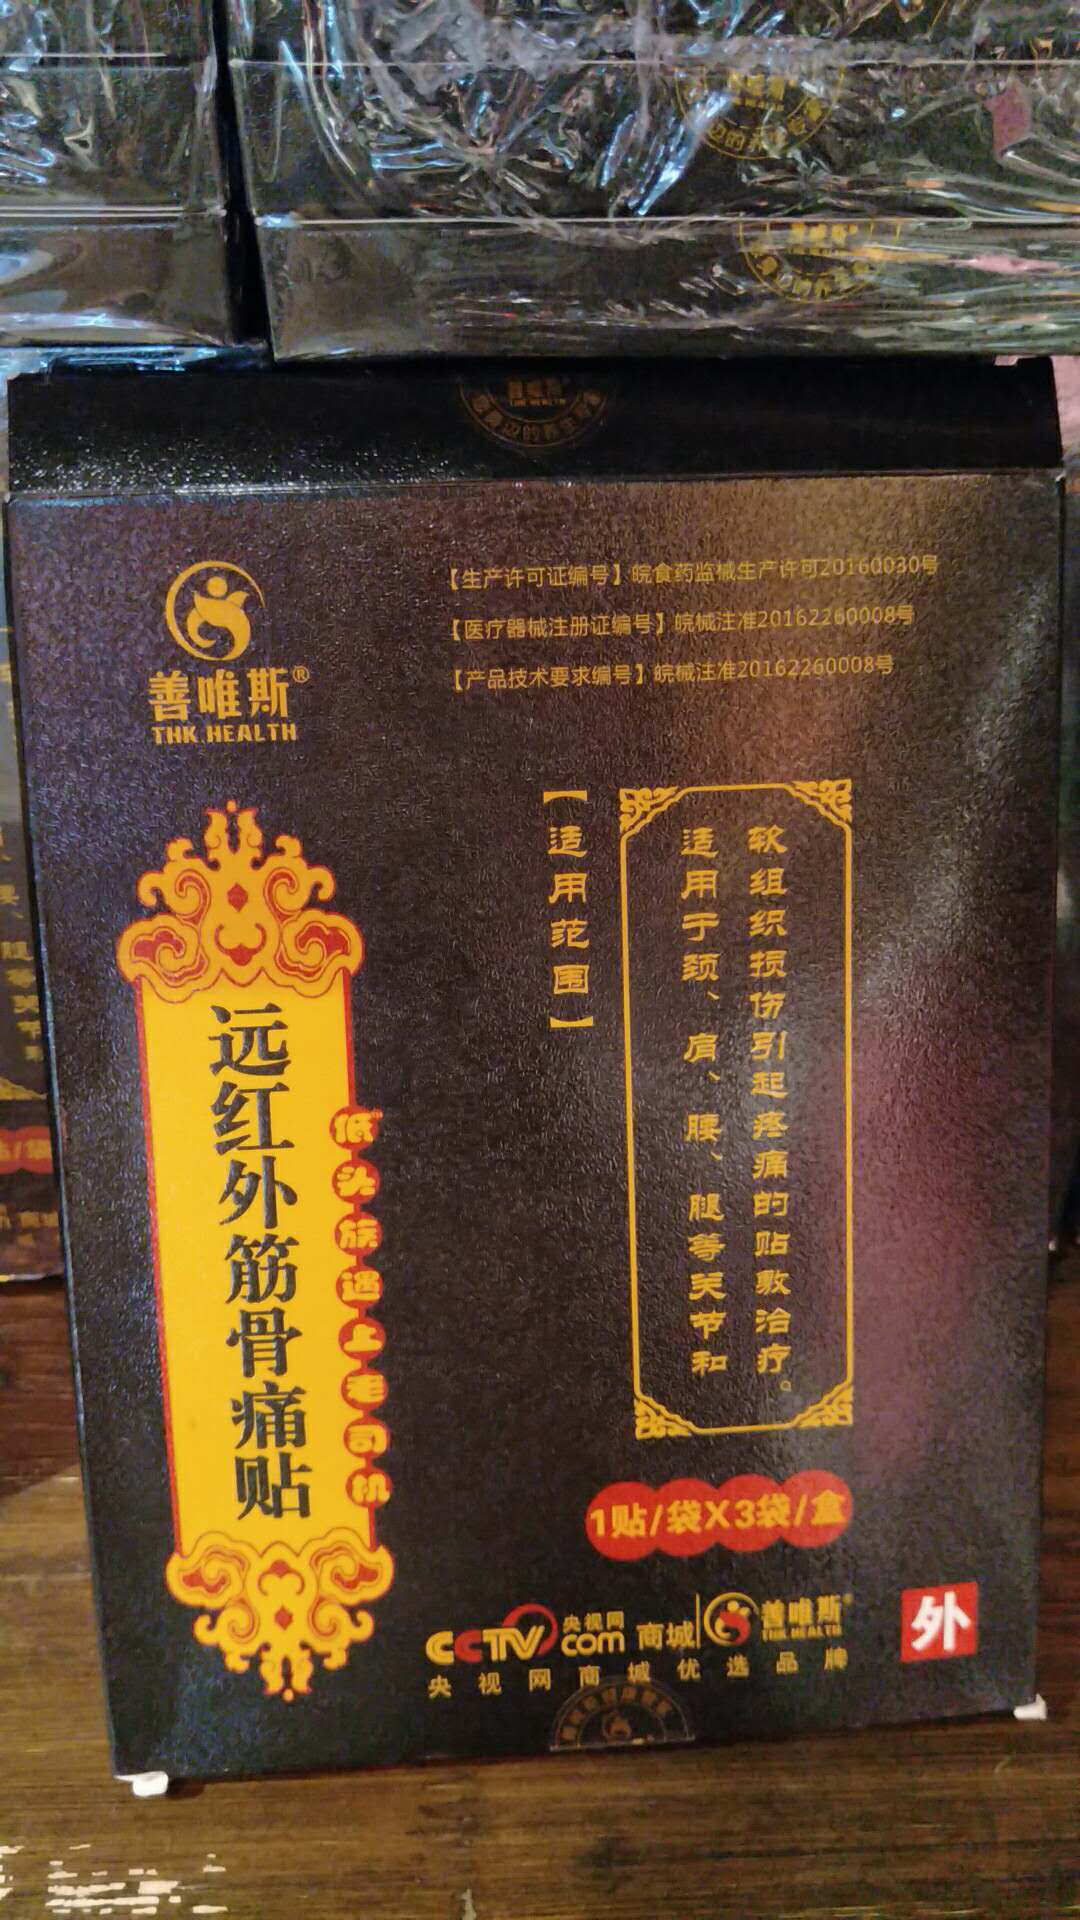 善唯斯®
THK HEALTH
【生产许可证编号】皖食药监械生产许可20160030号
【医疗器械注册证编号】皖械注准20162260008号
【产品技术要求编号】皖械注准20162260008号
【适用范围】
适用于颈、肩、腰、腿等关节和
软组织损伤引起疼痛的贴敷治疗。
远红外筋骨痛贴
低头族遇上老司机
1贴/袋X3袋/盒
CCTV.com 央视网 商城
善唯斯®
THK HEALTH
央视网商城优选品牌
外